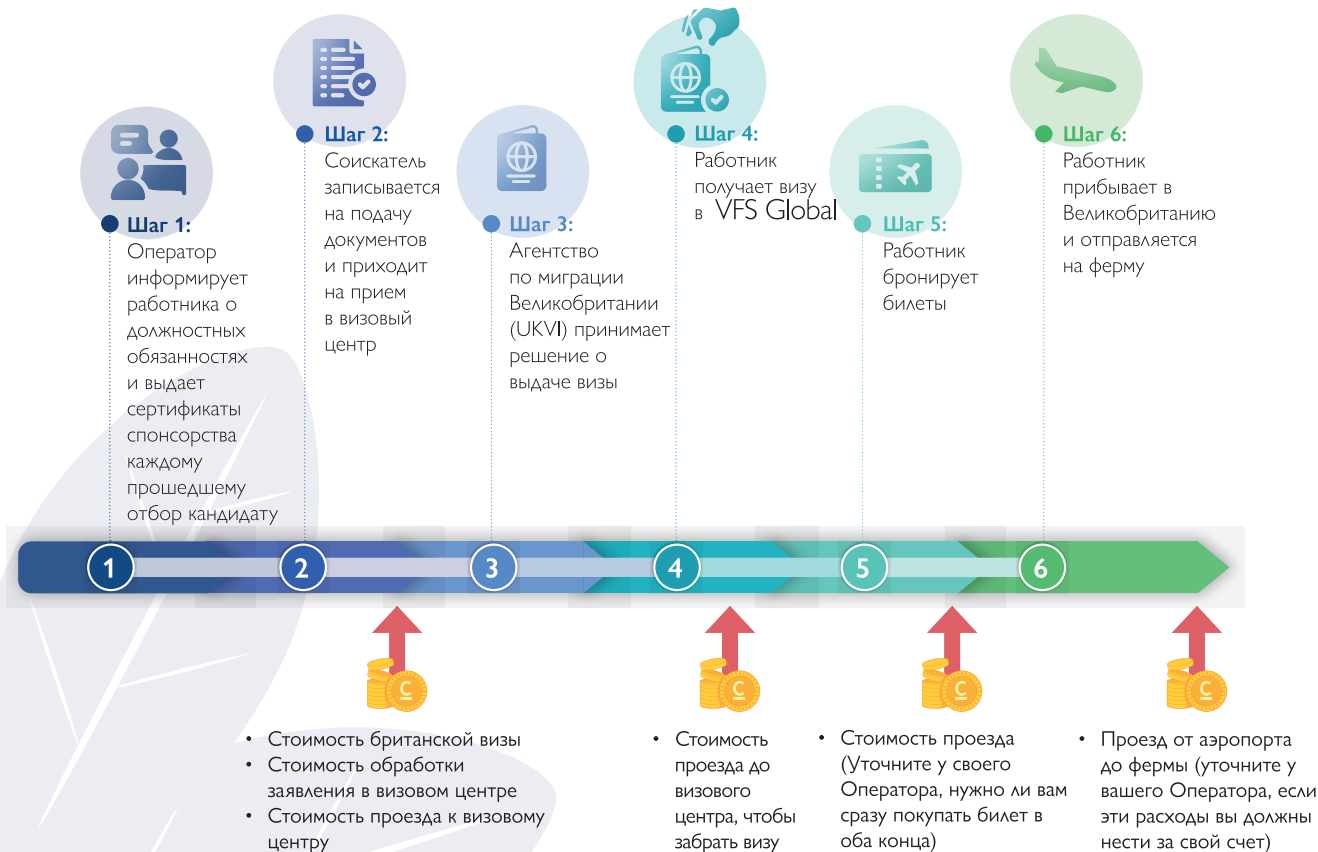 Шаг 1:
Оператор
информирует
работника о
должностных
обязанностях
и выдает
сертификаты
спонсорства
каждому
прошедшему
отбор кандидату
Шаг 2:
Соискатель
записывается
на подачу
документов
и приходит
на прием
в визовый
центр
Шаг 3:
Агентство
по миграции
Великобритании
(UKVI) принимает
решение о
выдаче визы
Шаг 4:
Работник
получает визу
в VFS Global
Шаг 5:
Работник
бронирует
билеты
Шаг 6:
Работник
прибывает в
Великобританию
и отправляется
на ферму
1
2
3
4
5
6
С
С
С
С
• Стоимость британской визы
• Стоимость обработки
заявления в визовом центре
• Стоимость проезда к визовому
центру
• Стоимость
проезда до
визового
центра, чтобы
забрать визу
• Стоимость проезда
(Уточните у своего
Оператора, нужно ли вам
сразу покупать билет в
оба конца)
• Проезд от аэропорта
до фермы (уточните у
вашего Оператора, если
эти расходы вы должны
нести за свой счет)